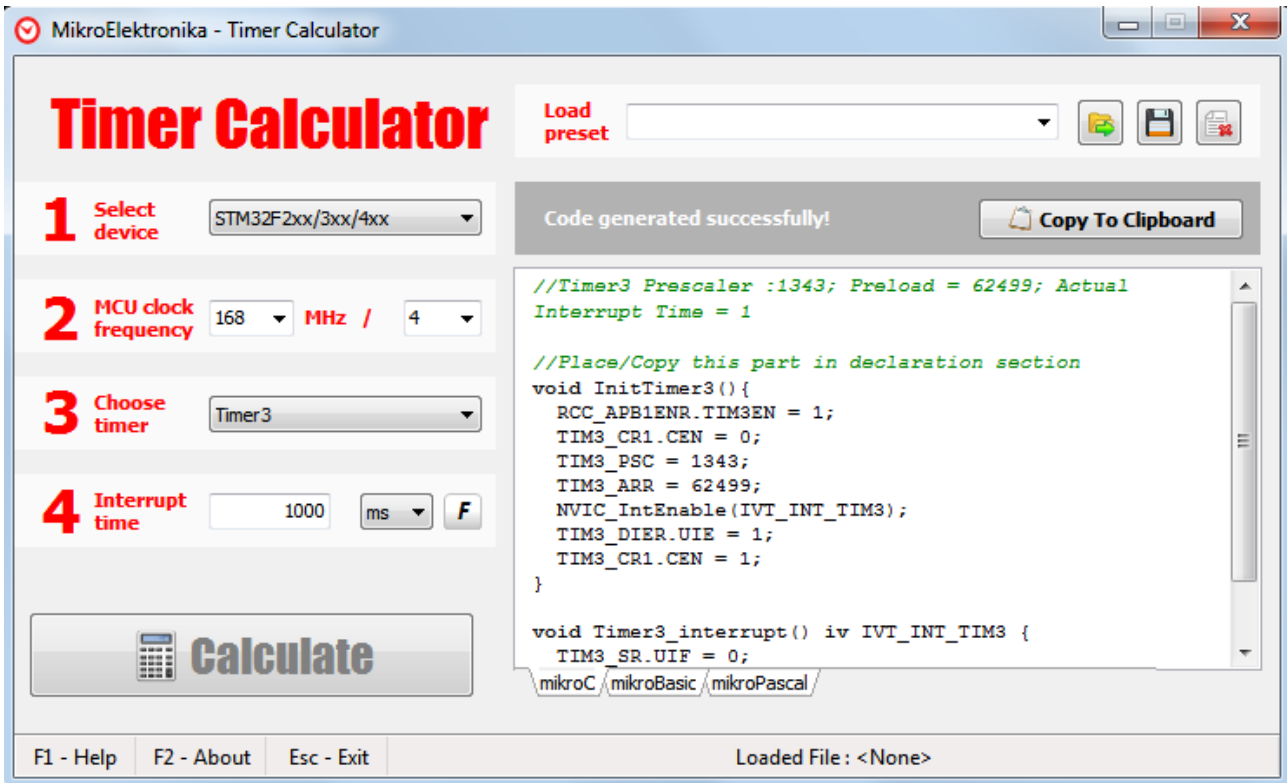 MikroElektronika - Timer Calculator
Timer Calculator
Load
preset
1 Select
device
STM32F2xx/3xx/4xx
Code generated successfully!
Copy To Clipboard
2 MCU clock
frequency
168 MHz / 4
3 Choose
timer
Timer3
4 Interrupt
time
1000 ms F
Calculate
//Timer3 Prescaler :1343; Preload = 62499; Actual
Interrupt Time = 1
//Place/Copy this part in declaration section
void InitTimer3(){
  RCC_APB1ENR.TIM3EN = 1;
  TIM3_CR1.CEN = 0;
  TIM3_PSC = 1343;
  TIM3_ARR = 62499;
  NVIC_IntEnable(IVT_INT_TIM3);
  TIM3_DIER.UIE = 1;
  TIM3_CR1.CEN = 1;
}
void Timer3_interrupt() iv IVT_INT_TIM3 {
  TIM3_SR.UIF = 0;
mikroC mikroBasic mikroPascal
F1 - Help F2 - About Esc - Exit Loaded File : <None>